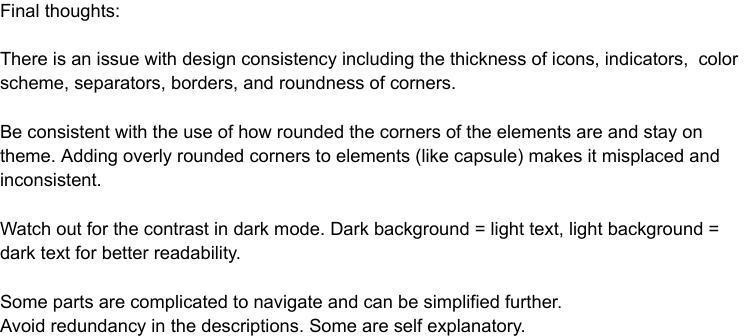 Final thoughts:
There is an issue with design consistency including the thickness of icons, indicators,  color
scheme, separators, borders, and roundness of corners.
Be consistent with the use of how rounded the corners of the elements are and stay on
theme. Adding overly rounded corners to elements (like capsule) makes it misplaced and
inconsistent.
Watch out for the contrast in dark mode. Dark background = light text, light background =
dark text for better readability.
Some parts are complicated to navigate and can be simplified further.
Avoid redundancy in the descriptions. Some are self explanatory.